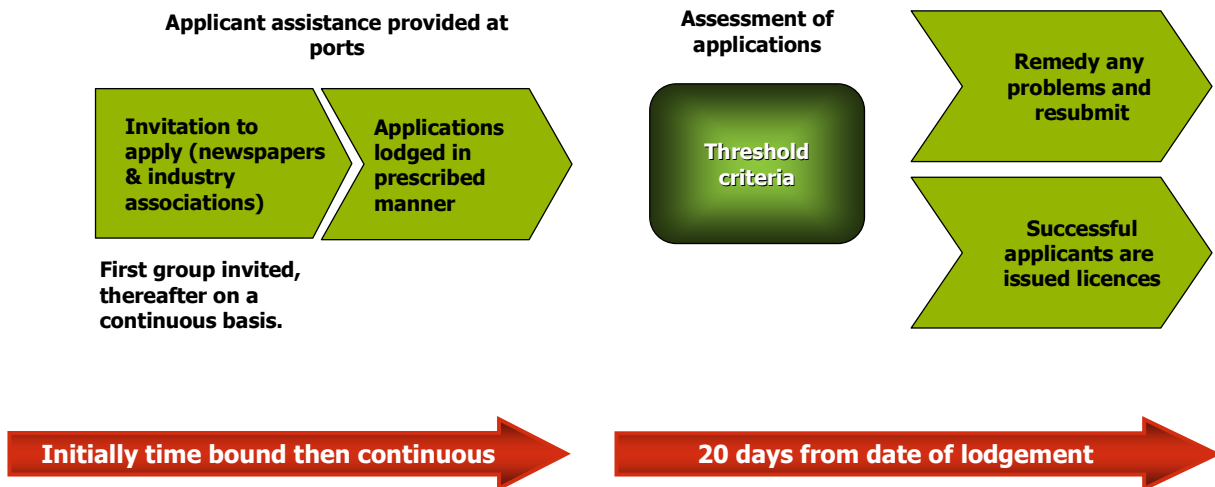 Applicant assistance provided at
ports
Invitation to
apply (newspapers
& industry
associations)
Applications
lodged in
prescribed
manner
First group invited,
thereafter on a
continuous basis.
Assessment of
applications
Threshold
criteria
Remedy any
problems and
resubmit
Successful
applicants are
issued licences
Initially time bound then continuous
20 days from date of lodgement